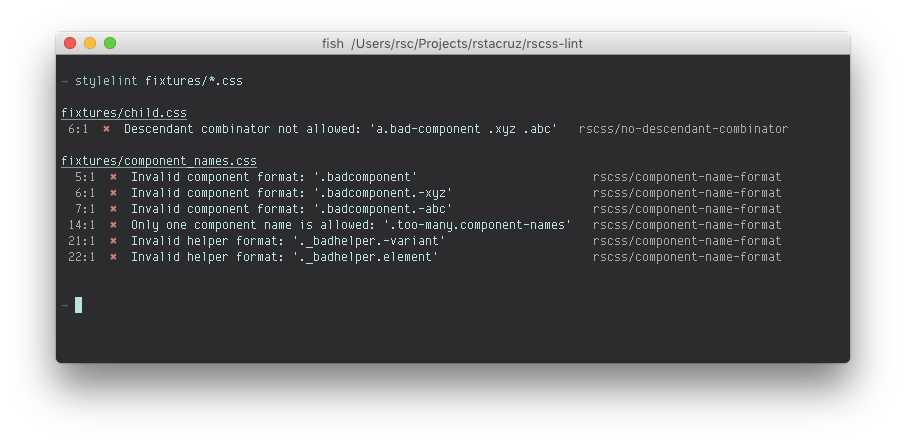 fish /Users/rsc/Projects/rstacruz/rscss-lint
→ stylelint fixtures/*.css
fixtures/child.css
6:1 ✖ Descendant combinator not allowed: 'a.bad-component .xyz .abc' rscss/no-descendant-combinator
fixtures/component_names.css
5:1 ✖ Invalid component format: '.badcomponent' rscss/component-name-format
6:1 ✖ Invalid component format: '.badcomponent.-xyz' rscss/component-name-format
7:1 ✖ Invalid component format: '.badcomponent.-abc' rscss/component-name-format
14:1 ✖ Only one component name is allowed: '.too-many.component-names' rscss/component-name-format
21:1 ✖ Invalid helper format: '._badhelper.-variant' rscss/component-name-format
22:1 ✖ Invalid helper format: '._badhelper.element' rscss/component-name-format
→